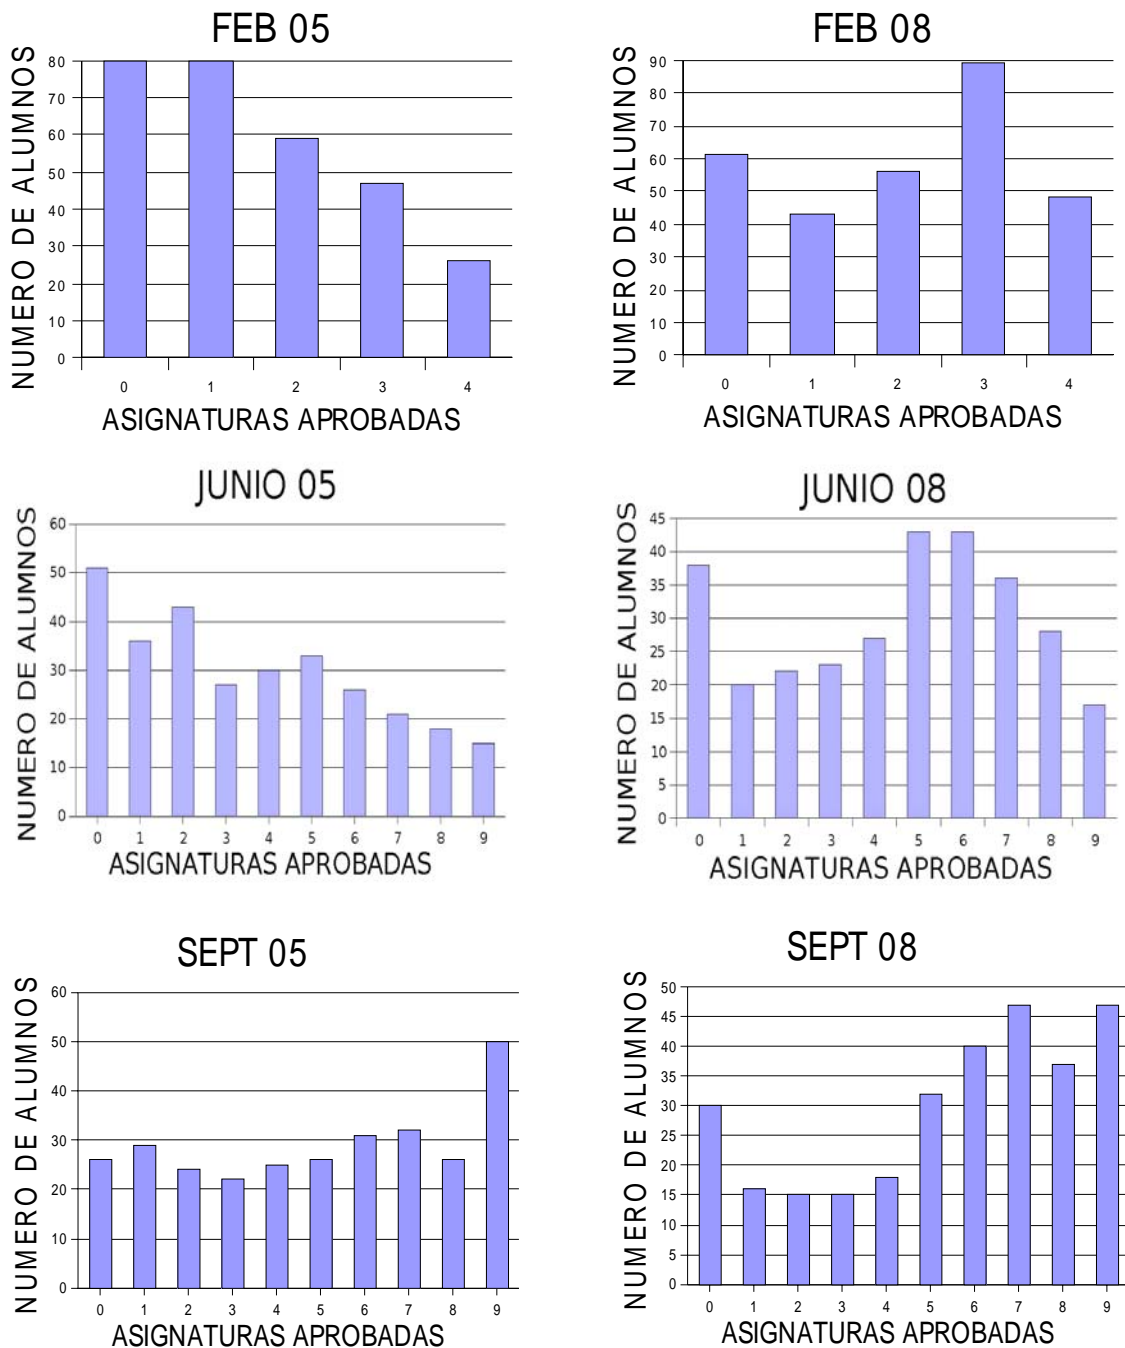 FEB 05
NUMERO DE ALUMNOS
80
70
60
50
40
30
20
10
0
0 1 2 3 4
ASIGNATURAS APROBADAS
FEB 08
NUMERO DE ALUMNOS
90
80
70
60
50
40
30
20
10
0
0 1 2 3 4
ASIGNATURAS APROBADAS
JUNIO 05
NUMERO DE ALUMNOS
60
50
40
30
20
10
0
0 1 2 3 4 5 6 7 8 9
ASIGNATURAS APROBADAS
JUNIO 08
NUMERO DE ALUMNOS
45
40
35
30
25
20
15
10
5
0
0 1 2 3 4 5 6 7 8 9
ASIGNATURAS APROBADAS
SEPT 05
NUMERO DE ALUMNOS
60
50
40
30
20
10
0
0 1 2 3 4 5 6 7 8 9
ASIGNATURAS APROBADAS
SEPT 08
NUMERO DE ALUMNOS
50
45
40
35
30
25
20
15
10
5
0
0 1 2 3 4 5 6 7 8 9
ASIGNATURAS APROBADAS